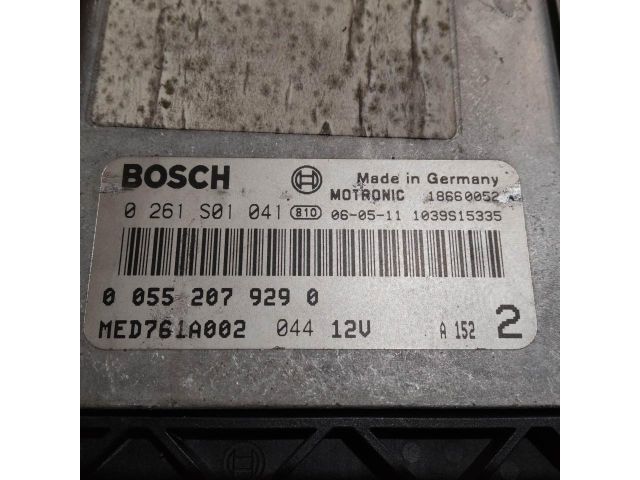 BOSCH Made in Germany
MOTRONIC 18660052
0 261 S01 041 810 06-05-11 1039S15335
0 055 207 929 0
MED761A002 044 12V A 152 2